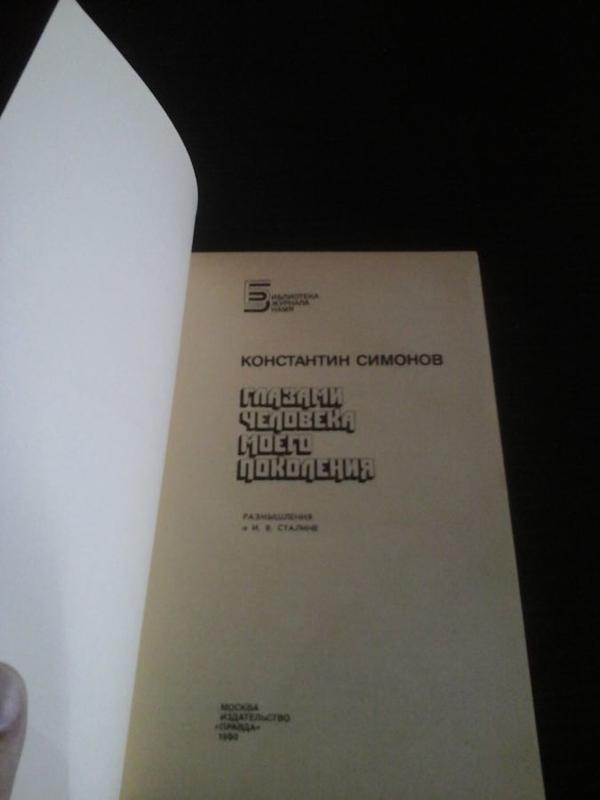 БИБЛИОТЕКА
ЖУРНАЛА
ЗНАМЯ
КОНСТАНТИН СИМОНОВ
ГЛАЗАМИ
ЧЕЛОВЕКА
МОЕГО
ПОКОЛЕНИЯ
РАЗМЫШЛЕНИЯ
о И. В. СТАЛИНЕ
МОСКВА
ИЗДАТЕЛЬСТВО
«ПРАВДА»
1990